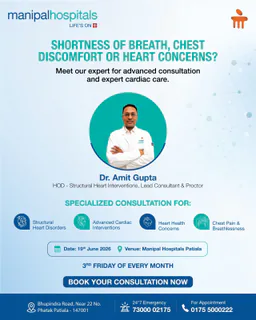 manipalhospitals
LIFE'S ON
SHORTNESS OF BREATH, CHEST
DISCOMFORT OR HEART CONCERNS?
Meet our expert for advanced consultation
and expert cardiac care.
Dr. Amit Gupta
HOD - Structural Heart Interventions, Lead Consultant & Proctor
SPECIALIZED CONSULTATION FOR:
Structural Heart Disorders
Advanced Cardiac Interventions
Heart Health Concerns
Chest Pain & Breathlessness
Date: 19th June 2026
Venue: Manipal Hospitals Patiala
3RD FRIDAY OF EVERY MONTH
BOOK YOUR CONSULTATION NOW
Bhupindra Road, Near 22 No.
Phatak Patiala - 147001
24*7 Emergency
73000 02175
For Appointment
0175 5000222